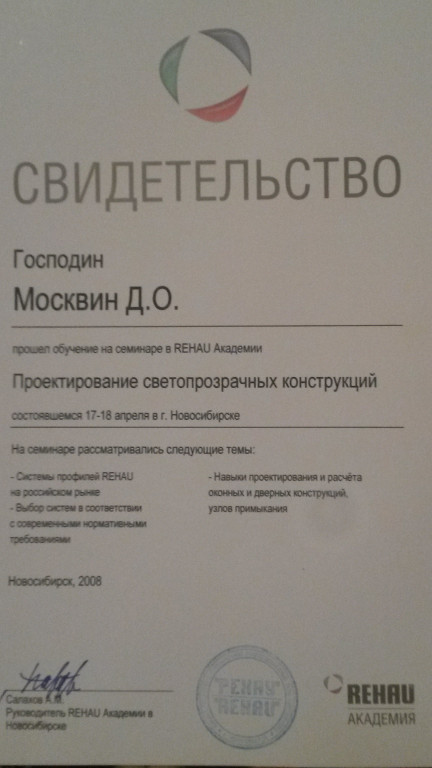 СВИДЕТЕЛЬСТВО
Господин
Москвин Д.О.
прошел обучение на семинаре в REHAU Академии
Проектирование светопрозрачных конструкций
состоявшемся 17-18 апреля в г. Новосибирске
На семинаре рассматривались следующие темы:
- Системы профилей REHAU
на российском рынке
- Выбор систем в соответствии
с современными нормативными
требованиями
- Навыки проектирования и расчёта
оконных и дверных конструкций,
узлов примыкания
Новосибирск, 2008
Салахов А.М.
Руководитель REHAU Академии в
Новосибирске
"РЕХАУ"
"REHAU"
REHAU
АКАДЕМИЯ